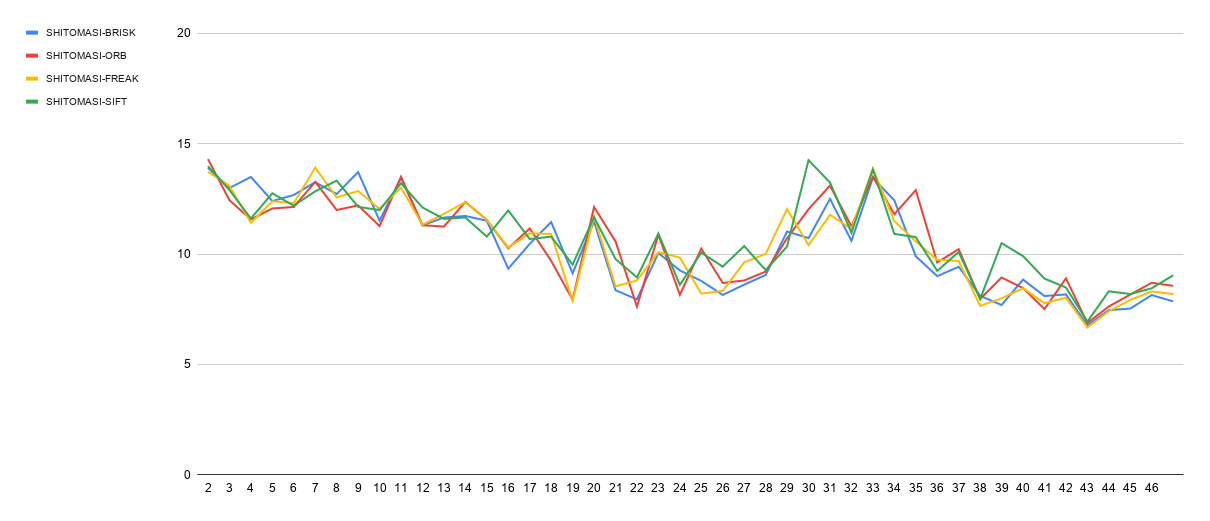 SHITOMASI-BRISK
SHITOMASI-ORB
SHITOMASI-FREAK
SHITOMASI-SIFT
20
15
10
5
0
2 3 4 5 6 7 8 9 10 11 12 13 14 15 16 17 18 19 20 21 22 23 24 25 26 27 28 29 30 31 32 33 34 35 36 37 38 39 40 41 42 43 44 45 46